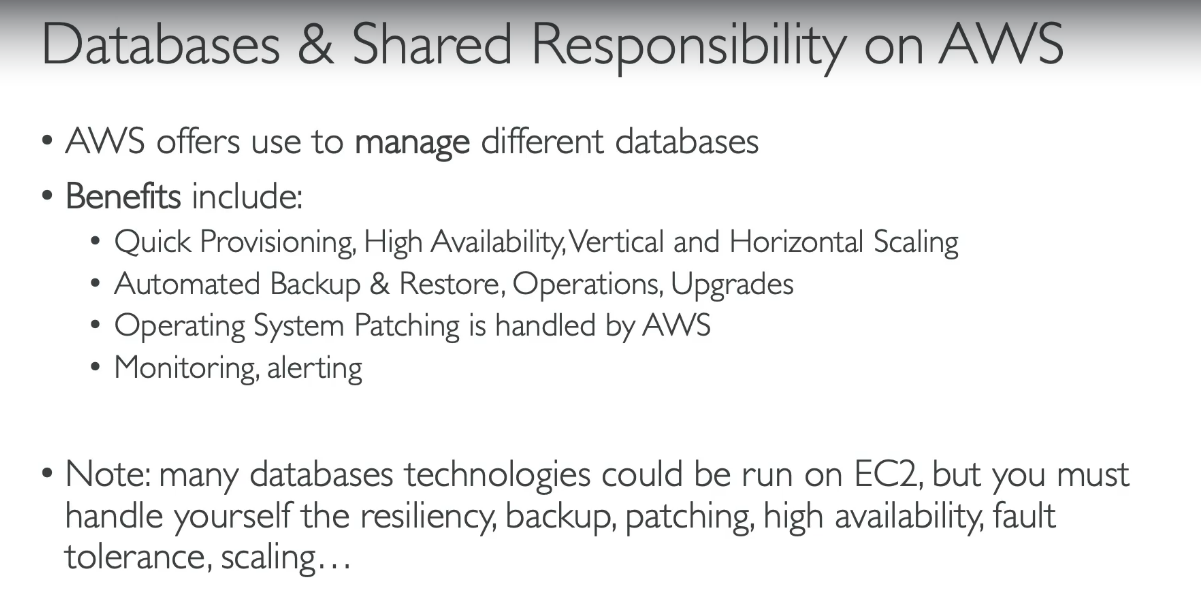 Databases & Shared Responsibility on AWS
• AWS offers use to manage different databases
• Benefits include:
• Quick Provisioning, High Availability, Vertical and Horizontal Scaling
• Automated Backup & Restore, Operations, Upgrades
• Operating System Patching is handled by AWS
• Monitoring, alerting
• Note: many databases technologies could be run on EC2, but you must
handle yourself the resiliency, backup, patching, high availability, fault
tolerance, scaling…